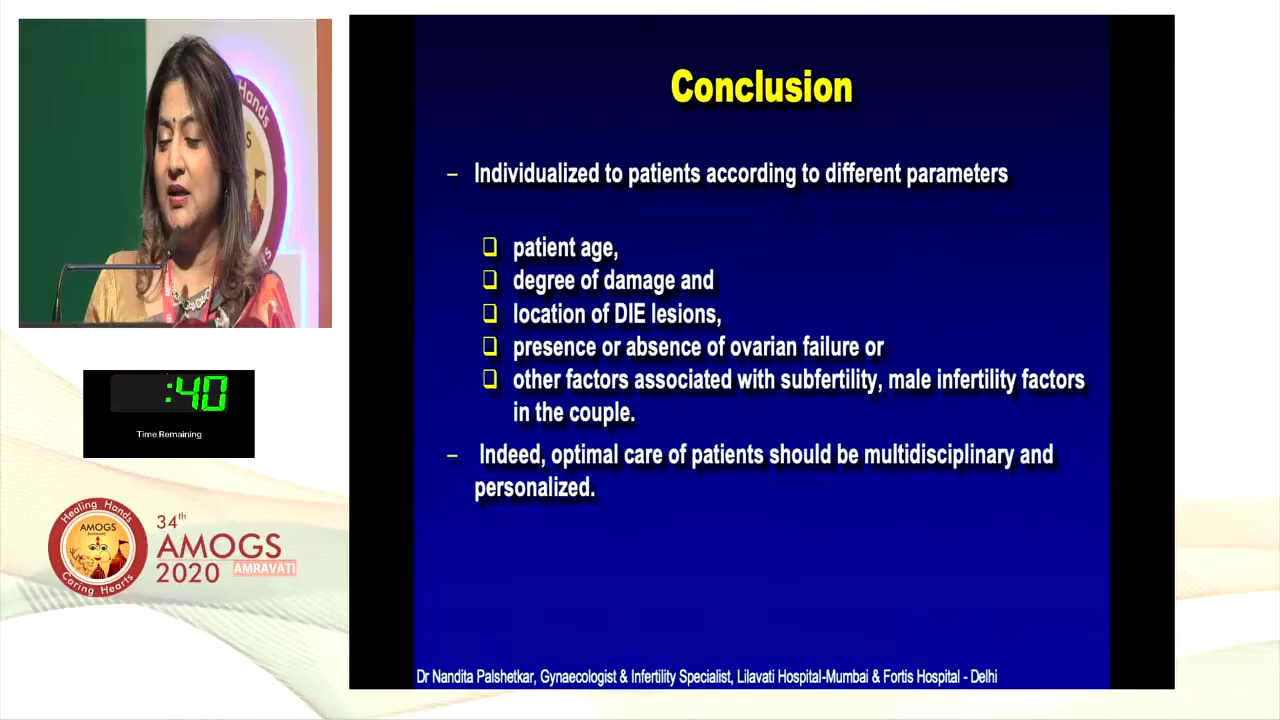 Hands
GS
:40
Time Remaining
Healing Hands
AMOGS
Amravati
Caring Hearts
34th
AMOGS
2020
AMRAVATI
Conclusion
– Individualized to patients according to different parameters
❑ patient age,
❑ degree of damage and
❑ location of DIE lesions,
❑ presence or absence of ovarian failure or
❑ other factors associated with subfertility, male infertility factors
in the couple.
– Indeed, optimal care of patients should be multidisciplinary and
personalized.
Dr Nandita Palshetkar, Gynaecologist & Infertility Specialist, Lilavati Hospital-Mumbai & Fortis Hospital - Delhi